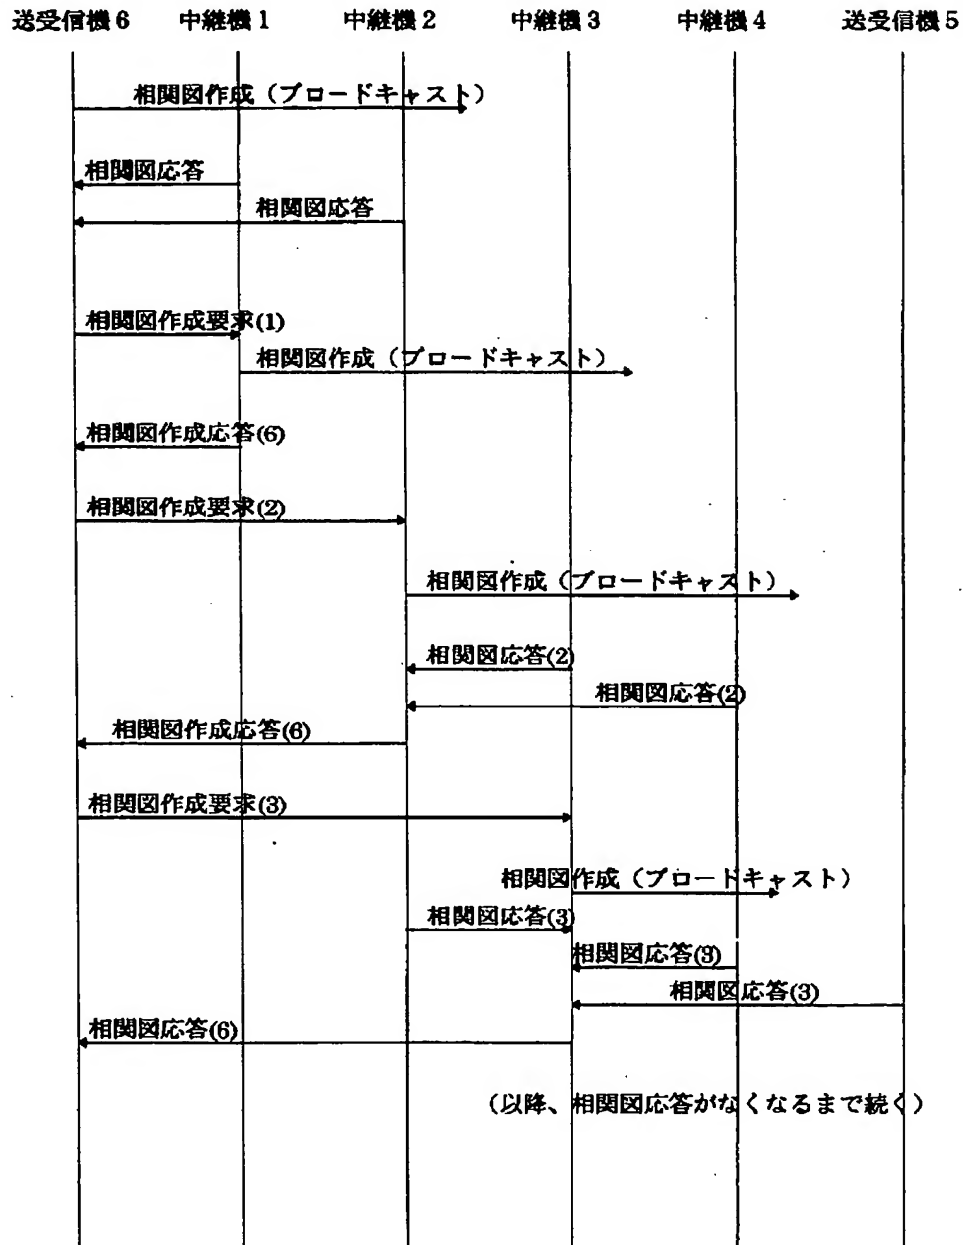 送受信機6 中継機1 中継機2 中継機3 中継機4 送受信機5
相関図作成（ブロードキャスト）
相関図応答
相関図応答
相関図作成要求(1)
相関図作成（ブロードキャスト）
相関図作成応答(6)
相関図作成要求(2)
相関図作成（ブロードキャスト）
相関図応答(2)
相関図応答(2)
相関図作成応答(6)
相関図作成要求(3)
相関図作成（ブロードキャスト）
相関図応答(3)
相関図応答(3)
相関図応答(3)
相関図応答(6)
（以降、相関図応答がなくなるまで続く）